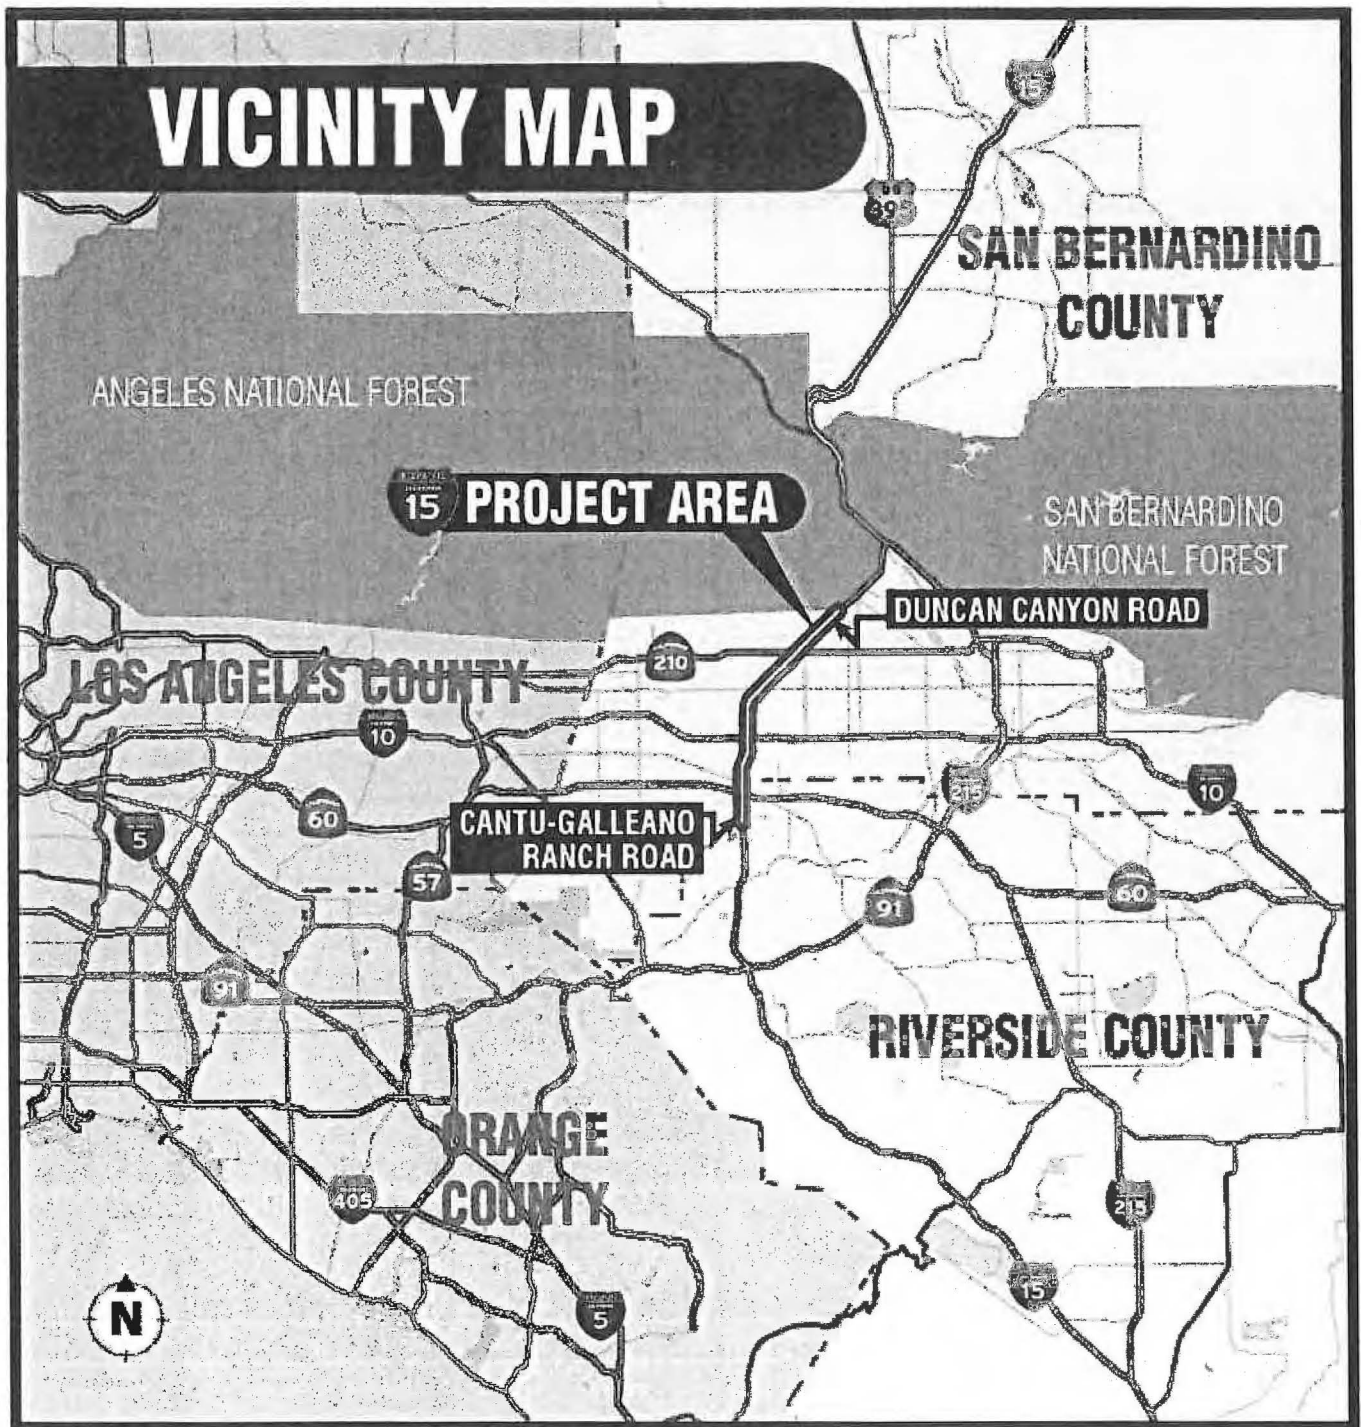 VICINITY MAP
15
395
SAN BERNARDINO
COUNTY
ANGELES NATIONAL FOREST
15 PROJECT AREA
SAN BERNARDINO
NATIONAL FOREST
DUNCAN CANYON ROAD
210
LOS ANGELES COUNTY
10
215
10
60
5
CANTU-GALLEANO
RANCH ROAD
57
91
60
91
RIVERSIDE COUNTY
ORANGE
COUNTY
405
215
15
5
N